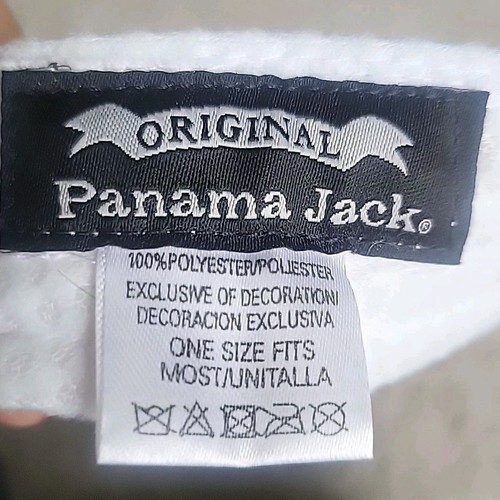 ORIGINAL
Panama Jack®
100%POLYESTER/POLIESTER
EXCLUSIVE OF DECORATION/
DECORACION EXCLUSIVA
ONE SIZE FITS
MOST/UNITALLA